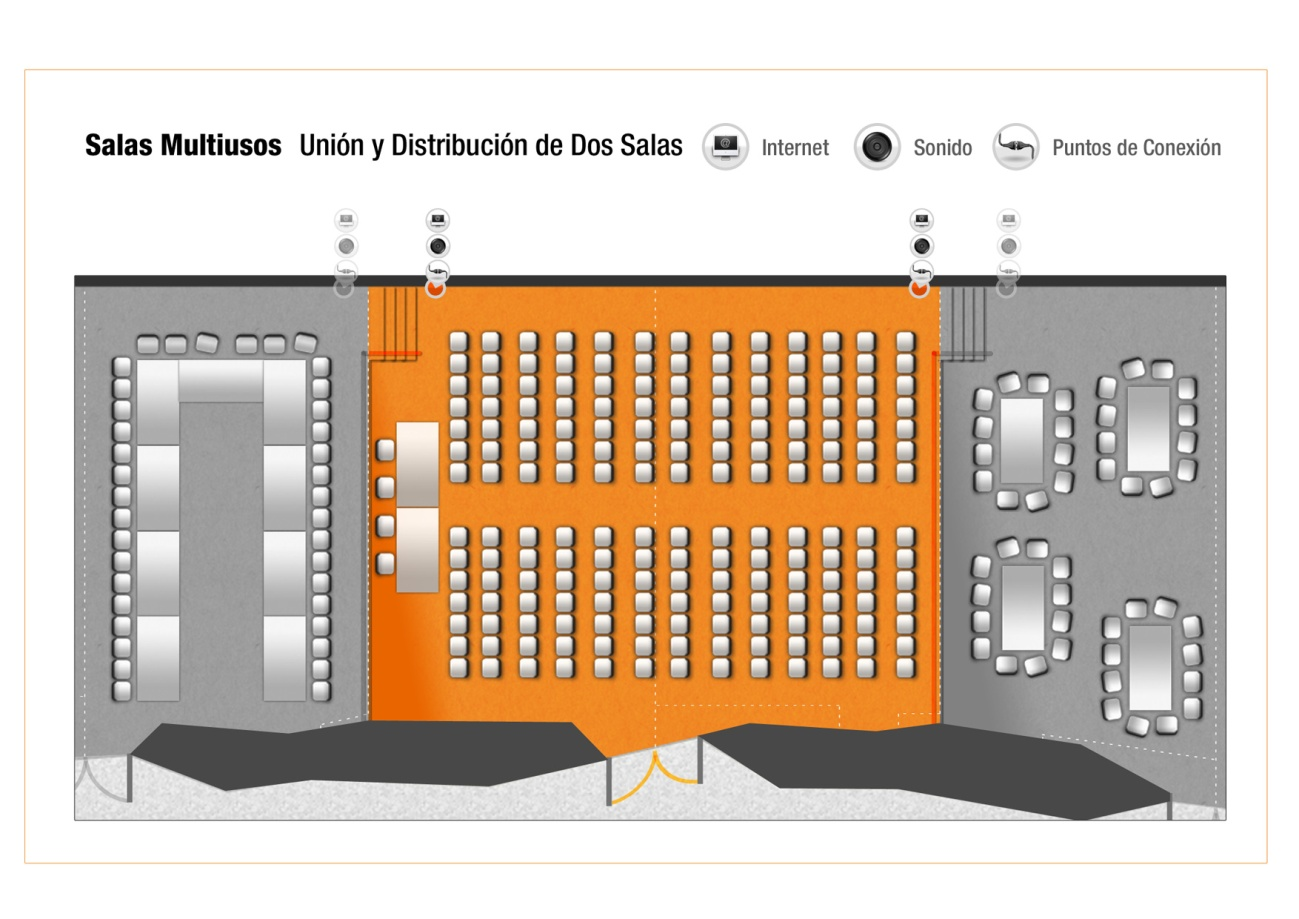 Salas Multiusos Unión y Distribución de Dos Salas Internet Sonido Puntos de Conexión